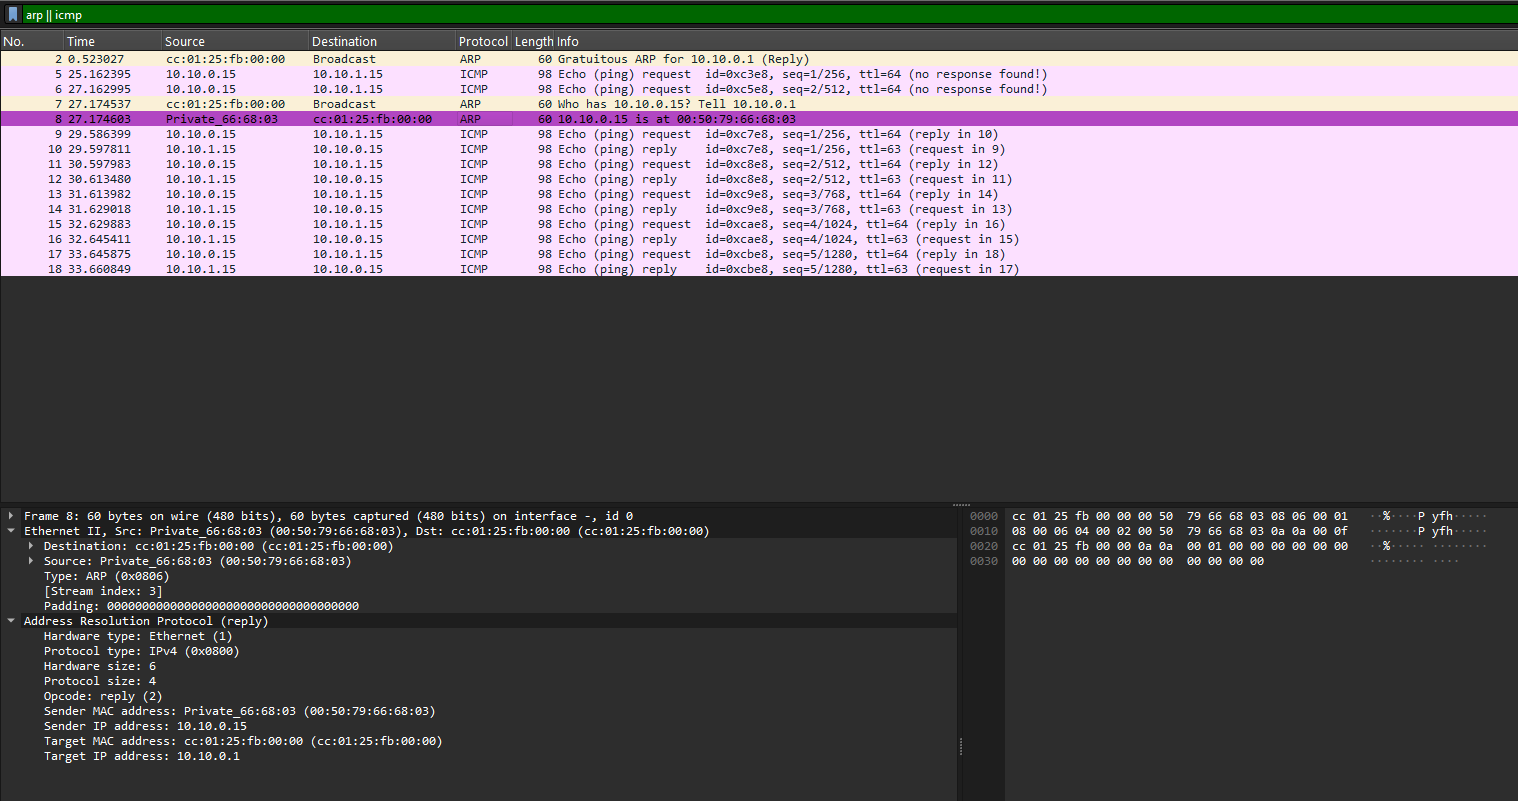 arp || icmp
No. Time Source Destination Protocol Length Info
2 0.523027 cc:01:25:fb:00:00 Broadcast ARP 60 Gratuitous ARP for 10.10.0.1 (Reply)
5 25.162395 10.10.0.15 10.10.1.15 ICMP 98 Echo (ping) request id=0xc3e8, seq=1/256, ttl=64 (no response found!)
6 27.162995 10.10.0.15 10.10.1.15 ICMP 98 Echo (ping) request id=0xc5e8, seq=2/512, ttl=64 (no response found!)
7 27.174537 cc:01:25:fb:00:00 Broadcast ARP 60 Who has 10.10.0.15? Tell 10.10.0.1
8 27.174603 Private_66:68:03 cc:01:25:fb:00:00 ARP 60 10.10.0.15 is at 00:50:79:66:68:03
9 29.586399 10.10.0.15 10.10.1.15 ICMP 98 Echo (ping) request id=0xc7e8, seq=1/256, ttl=64 (reply in 10)
10 29.597811 10.10.1.15 10.10.0.15 ICMP 98 Echo (ping) reply id=0xc7e8, seq=1/256, ttl=63 (request in 9)
11 30.597983 10.10.0.15 10.10.1.15 ICMP 98 Echo (ping) request id=0xc8e8, seq=2/512, ttl=64 (reply in 12)
12 30.613480 10.10.1.15 10.10.0.15 ICMP 98 Echo (ping) reply id=0xc8e8, seq=2/512, ttl=63 (request in 11)
13 31.613982 10.10.0.15 10.10.1.15 ICMP 98 Echo (ping) request id=0xc9e8, seq=3/768, ttl=64 (reply in 14)
14 31.629018 10.10.1.15 10.10.0.15 ICMP 98 Echo (ping) reply id=0xc9e8, seq=3/768, ttl=63 (request in 13)
15 32.629883 10.10.0.15 10.10.1.15 ICMP 98 Echo (ping) request id=0xcae8, seq=4/1024, ttl=64 (reply in 16)
16 32.645411 10.10.1.15 10.10.0.15 ICMP 98 Echo (ping) reply id=0xcae8, seq=4/1024, ttl=63 (request in 15)
17 33.645875 10.10.0.15 10.10.1.15 ICMP 98 Echo (ping) request id=0xcbe8, seq=5/1280, ttl=64 (reply in 18)
18 33.660849 10.10.1.15 10.10.0.15 ICMP 98 Echo (ping) reply id=0xcbe8, seq=5/1280, ttl=63 (request in 17)
Frame 8: 60 bytes on wire (480 bits), 60 bytes captured (480 bits) on interface -, id 0
Ethernet II, Src: Private_66:68:03 (00:50:79:66:68:03), Dst: cc:01:25:fb:00:00 (cc:01:25:fb:00:00)
Destination: cc:01:25:fb:00:00 (cc:01:25:fb:00:00)
Source: Private_66:68:03 (00:50:79:66:68:03)
Type: ARP (0x0806)
[Stream index: 3]
Padding: 000000000000000000000000000000000000
Address Resolution Protocol (reply)
Hardware type: Ethernet (1)
Protocol type: IPv4 (0x0800)
Hardware size: 6
Protocol size: 4
Opcode: reply (2)
Sender MAC address: Private_66:68:03 (00:50:79:66:68:03)
Sender IP address: 10.10.0.15
Target MAC address: cc:01:25:fb:00:00 (cc:01:25:fb:00:00)
Target IP address: 10.10.0.1
0000 cc 01 25 fb 00 00 00 50 79 66 68 03 08 06 00 01 ··%····P yfh·····
0010 08 00 06 04 00 02 00 50 79 66 68 03 0a 0a 00 0f ·······P yfh·····
0020 cc 01 25 fb 00 00 0a 0a 00 01 00 00 00 00 00 00 ··%····· ········
0030 00 00 00 00 00 00 00 00 00 00 00 00 ········ ····